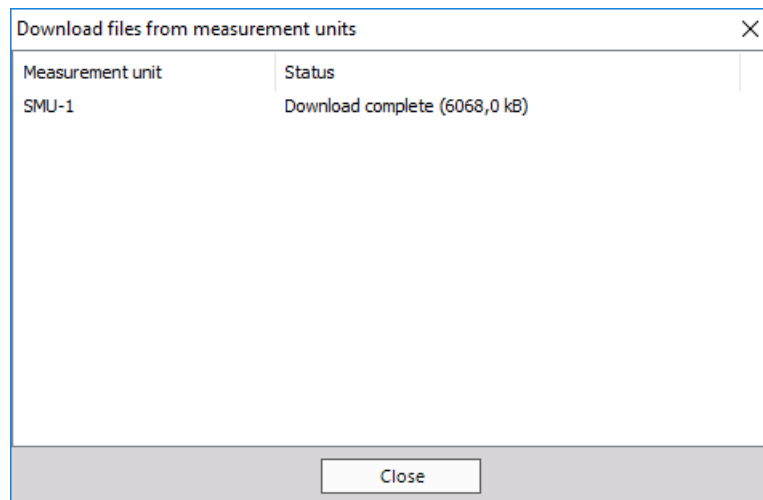 Download files from measurement units
Measurement unit Status
SMU-1 Download complete (6068,0 kB)
Close